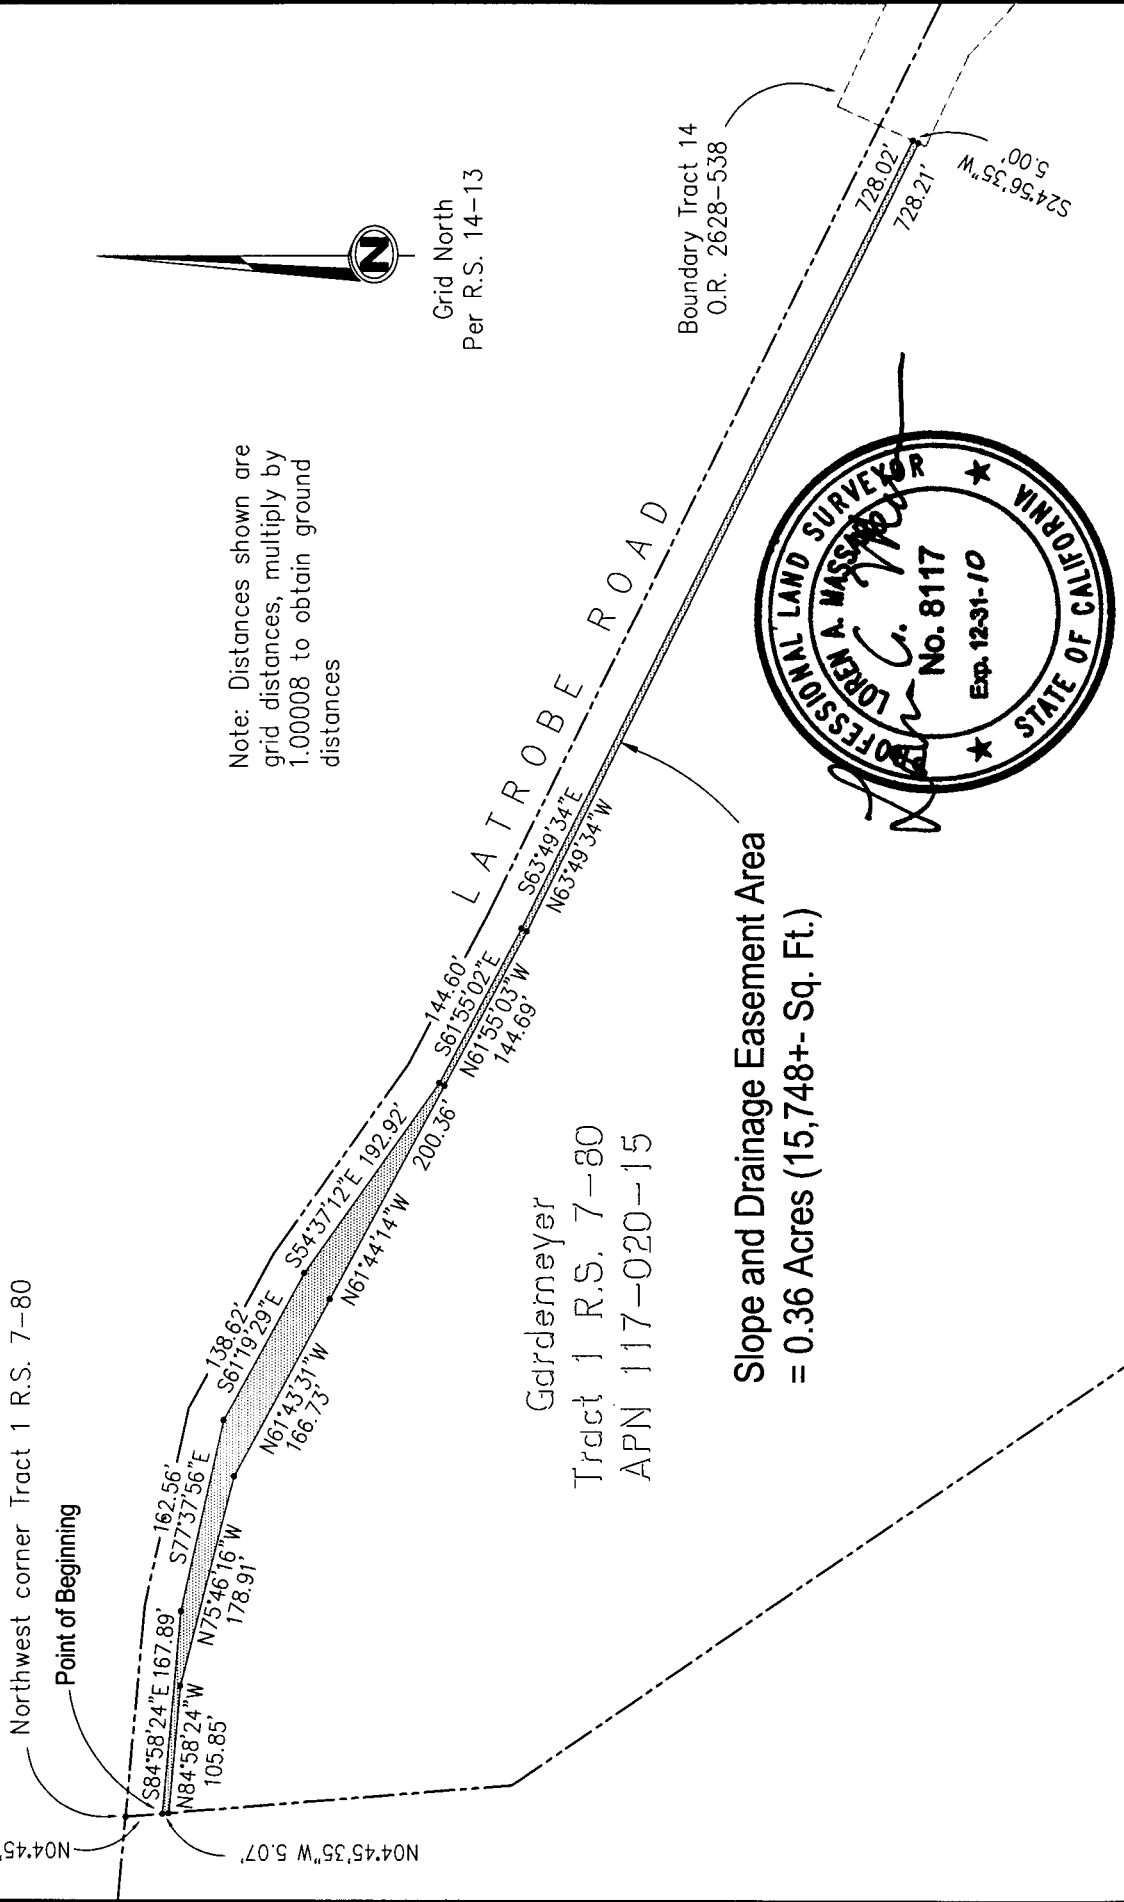 Northwest corner Tract 1 R.S. 7-80
Point of Beginning
N04°45'
N04°45'35"W 5.07'
S84°58'24"E 167.89'
N84°58'24"W
105.85'
162.56'
S77°37'56"E
N75°46'16"W
178.91'
138.62'
S61°19'29"E
N61°43'31"W
166.73'
S54°37'12"E 192.92'
N61°44'14"W
200.36'
144.60'
S61°55'02"E
N61°55'03"W
144.69'
LATROBE ROAD
S63°49'34"E
N63°49'34"W
728.02'
728.21'
S24°56'35"W
5.00'
Boundary Tract 14
O.R. 2628-538
N
Grid North
Per R.S. 14-13
Note: Distances shown are
grid distances, multiply by
1.00008 to obtain ground
distances
Gardemeyer
Tract 1 R.S. 7-80
APN 117-020-15
Slope and Drainage Easement Area
= 0.36 Acres (15,748+- Sq. Ft.)
PROFESSIONAL LAND SURVEYOR
LOREN A.
No. 8117
Exp. 12-31-10
STATE OF CALIFORNIA